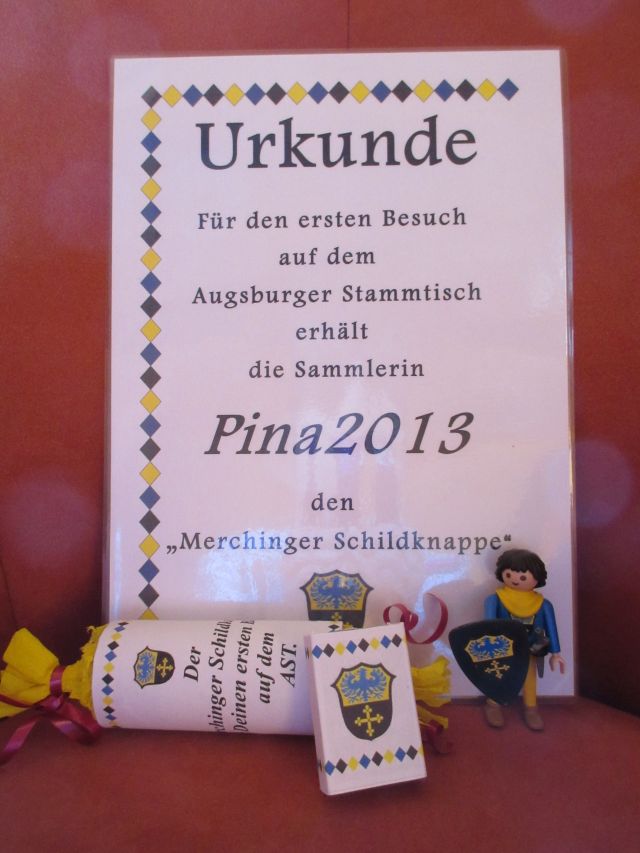 Urkunde
Für den ersten Besuch
auf dem
Augsburger Stammtisch
erhält
die Sammlerin
Pina2013
den
„Merchinger Schildknappe“
Der
Deinen ersten
auf dem
AST.